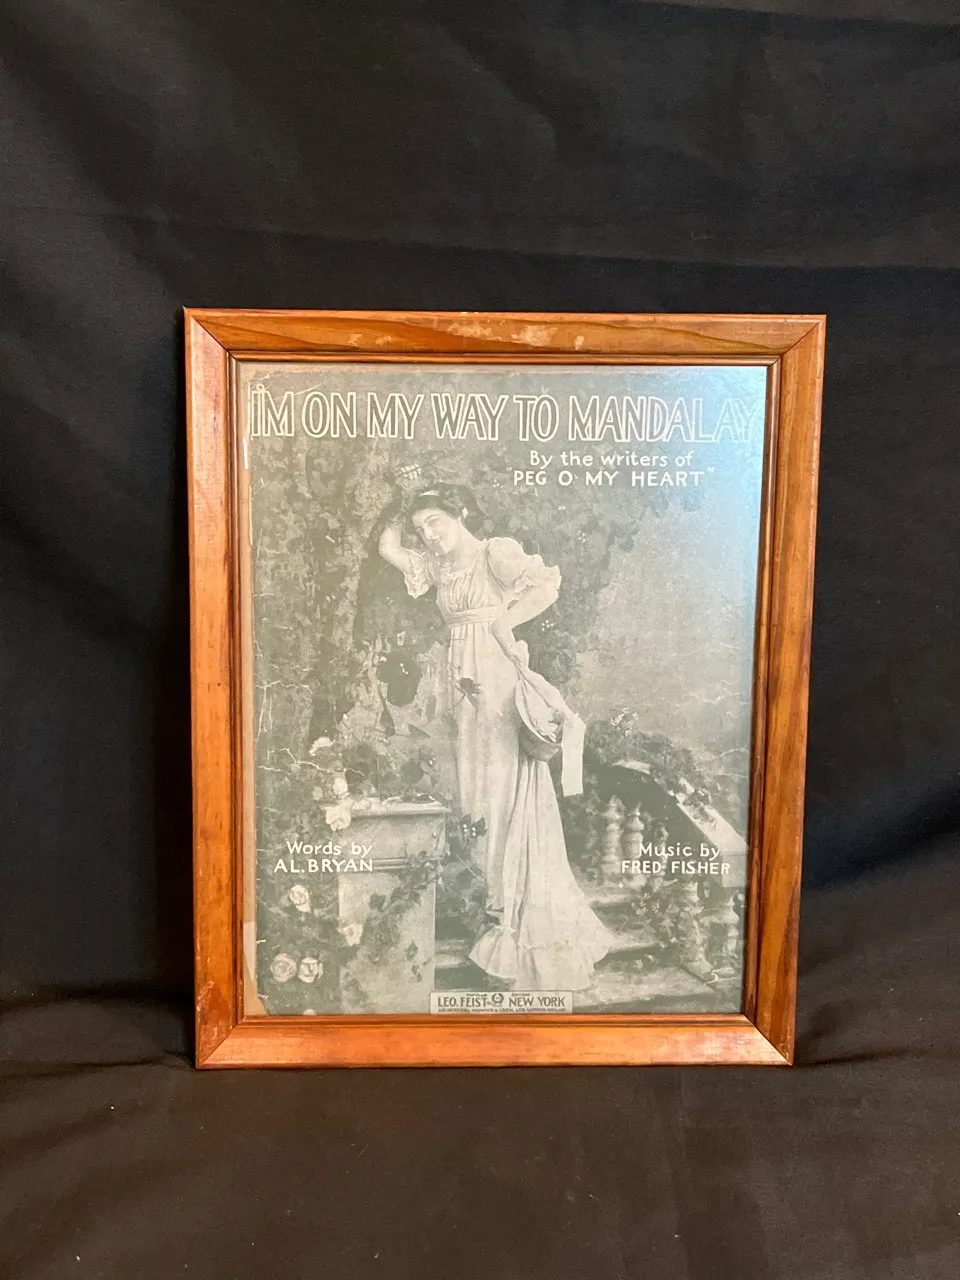 I'M ON MY WAY TO MANDALAY
By the writers of
"PEG O' MY HEART"
Words by
AL. BRYAN
Music by
FRED FISHER
LEO. FEIST NEW YORK